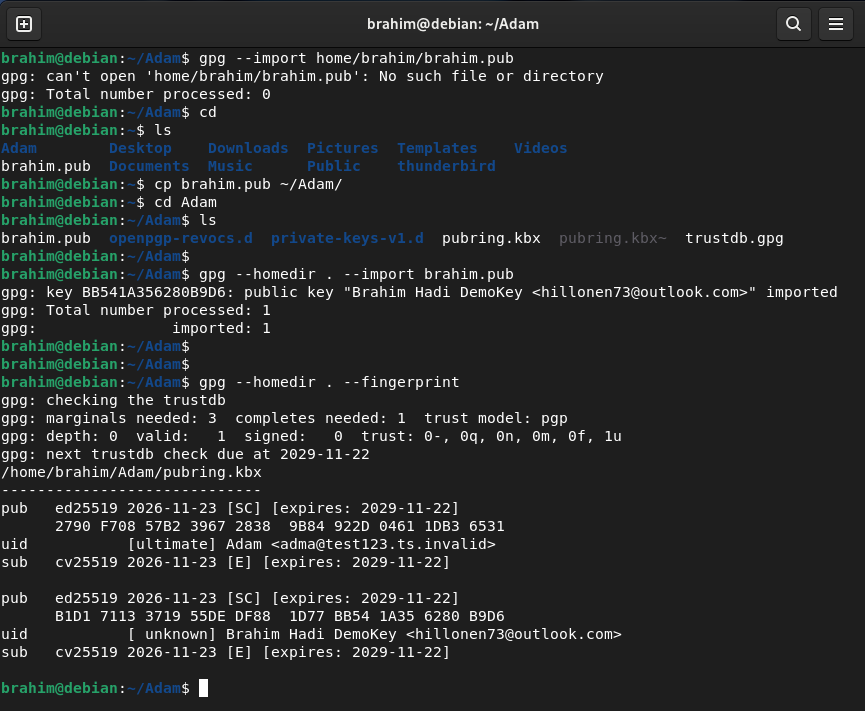 brahim@debian: ~/Adam
brahim@debian:~/Adam$ gpg --import home/brahim/brahim.pub
gpg: can't open 'home/brahim/brahim.pub': No such file or directory
gpg: Total number processed: 0
brahim@debian:~/Adam$ cd
brahim@debian:~$ ls
Adam        Desktop    Downloads  Pictures  Templates    Videos
brahim.pub  Documents  Music      Public    thunderbird
brahim@debian:~$ cp brahim.pub ~/Adam/
brahim@debian:~$ cd Adam
brahim@debian:~/Adam$ ls
brahim.pub  openpgp-revocs.d  private-keys-v1.d  pubring.kbx  pubring.kbx~  trustdb.gpg
brahim@debian:~/Adam$
brahim@debian:~/Adam$ gpg --homedir . --import brahim.pub
gpg: key BB541A356280B9D6: public key "Brahim Hadi DemoKey <hillonen73@outlook.com>" imported
gpg: Total number processed: 1
gpg:               imported: 1
brahim@debian:~/Adam$
brahim@debian:~/Adam$
brahim@debian:~/Adam$ gpg --homedir . --fingerprint
gpg: checking the trustdb
gpg: marginals needed: 3  completes needed: 1  trust model: pgp
gpg: depth: 0  valid:   1  signed:   0  trust: 0-, 0q, 0n, 0m, 0f, 1u
gpg: next trustdb check due at 2029-11-22
/home/brahim/Adam/pubring.kbx
-----------------------------
pub   ed25519 2026-11-23 [SC] [expires: 2029-11-22]
      2790 F708 57B2 3967 2838  9B84 922D 0461 1DB3 6531
uid           [ultimate] Adam <adma@test123.ts.invalid>
sub   cv25519 2026-11-23 [E] [expires: 2029-11-22]
pub   ed25519 2026-11-23 [SC] [expires: 2029-11-22]
      B1D1 7113 3719 55DE DF88  1D77 BB54 1A35 6280 B9D6
uid           [ unknown] Brahim Hadi DemoKey <hillonen73@outlook.com>
sub   cv25519 2026-11-23 [E] [expires: 2029-11-22]
brahim@debian:~/Adam$